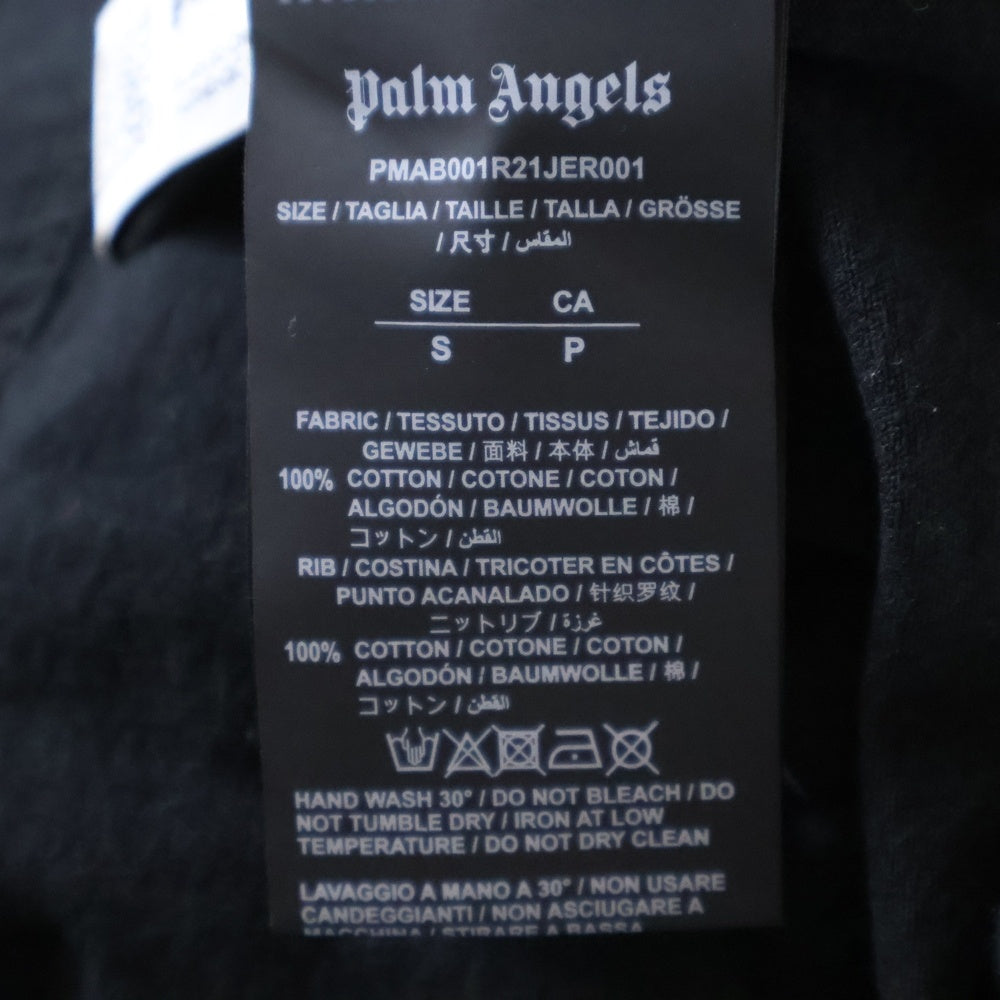 Palm Angels
PMAB001R21JER001
SIZE / TAGLIA / TAILLE / TALLA / GRÖSSE
/ 尺寸 / المقاس
SIZE CA
S P
FABRIC / TESSUTO / TISSUS / TEJIDO /
GEWEBE / 面料 / 本体 / قماش
100% COTTON / COTONE / COTON /
ALGODÓN / BAUMWOLLE / 棉 /
コットン / القطن
RIB / COSTINA / TRICOTER EN CÔTES /
PUNTO ACANALADO / 针织罗纹 /
ニットリブ / غرزة
100% COTTON / COTONE / COTON /
ALGODÓN / BAUMWOLLE / 棉 /
コットン / القطن
HAND WASH 30° / DO NOT BLEACH / DO
NOT TUMBLE DRY / IRON AT LOW
TEMPERATURE / DO NOT DRY CLEAN
LAVAGGIO A MANO A 30° / NON USARE
CANDEGGIANTI / NON ASCIUGARE A
MACCHINA / STIRARE A BASSA